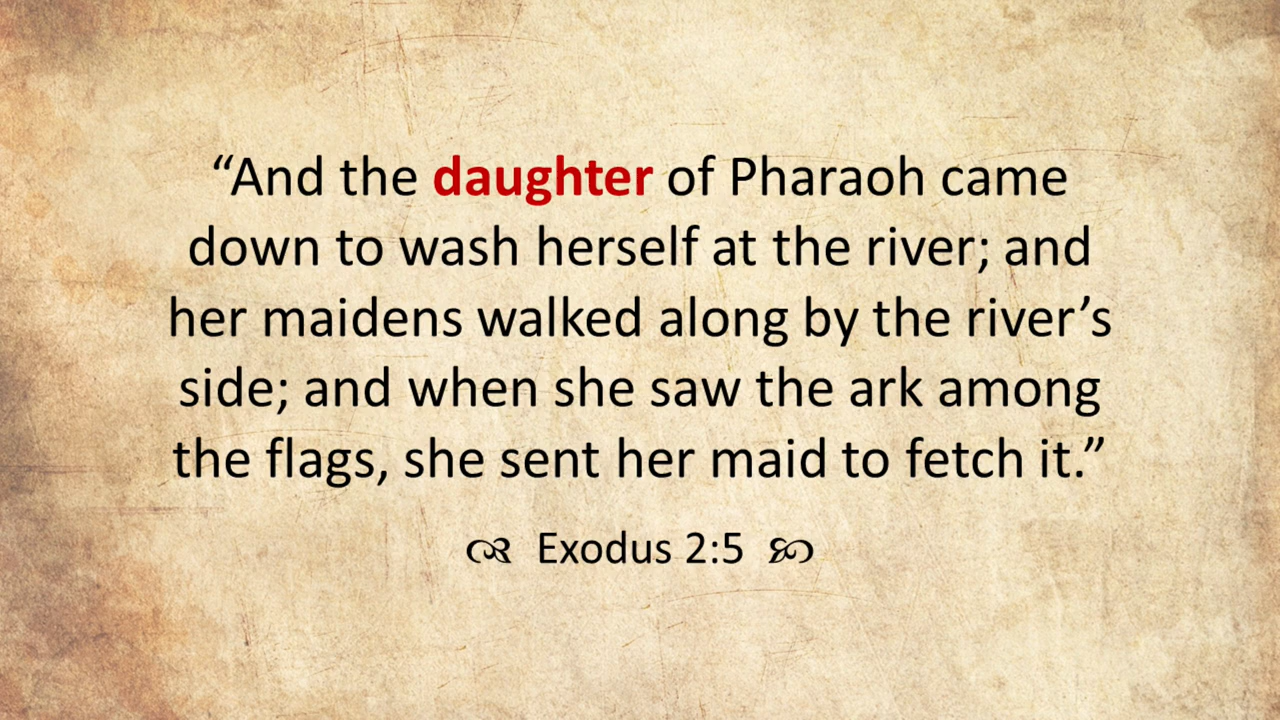 “And the daughter of Pharaoh came
down to wash herself at the river; and
her maidens walked along by the river’s
side; and when she saw the ark among
the flags, she sent her maid to fetch it.”
Exodus 2:5